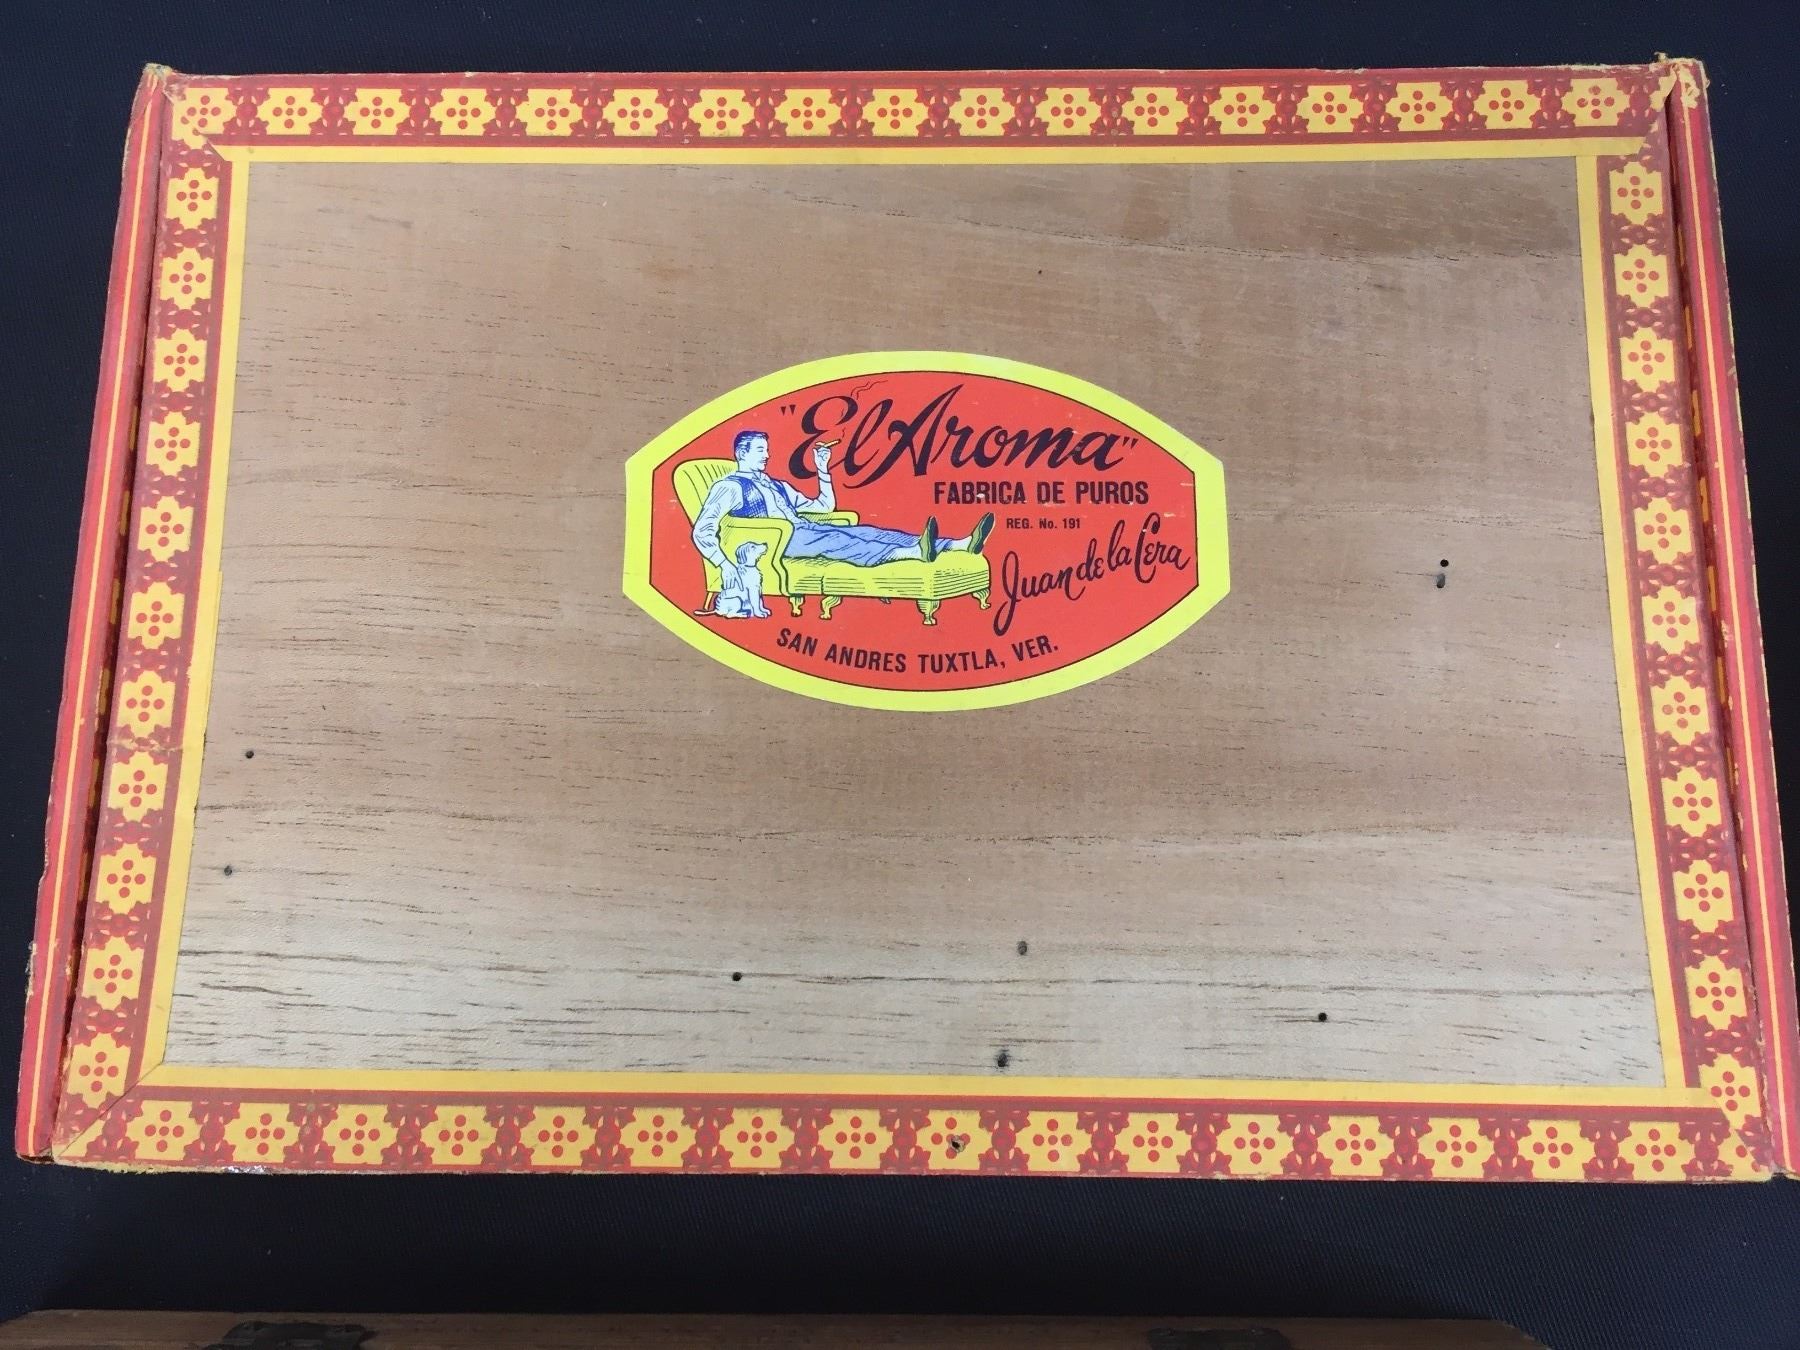 "El Aroma"
FABRICA DE PUROS
REG. No. 191
Juan de la Cera
SAN ANDRES TUXTLA, VER.